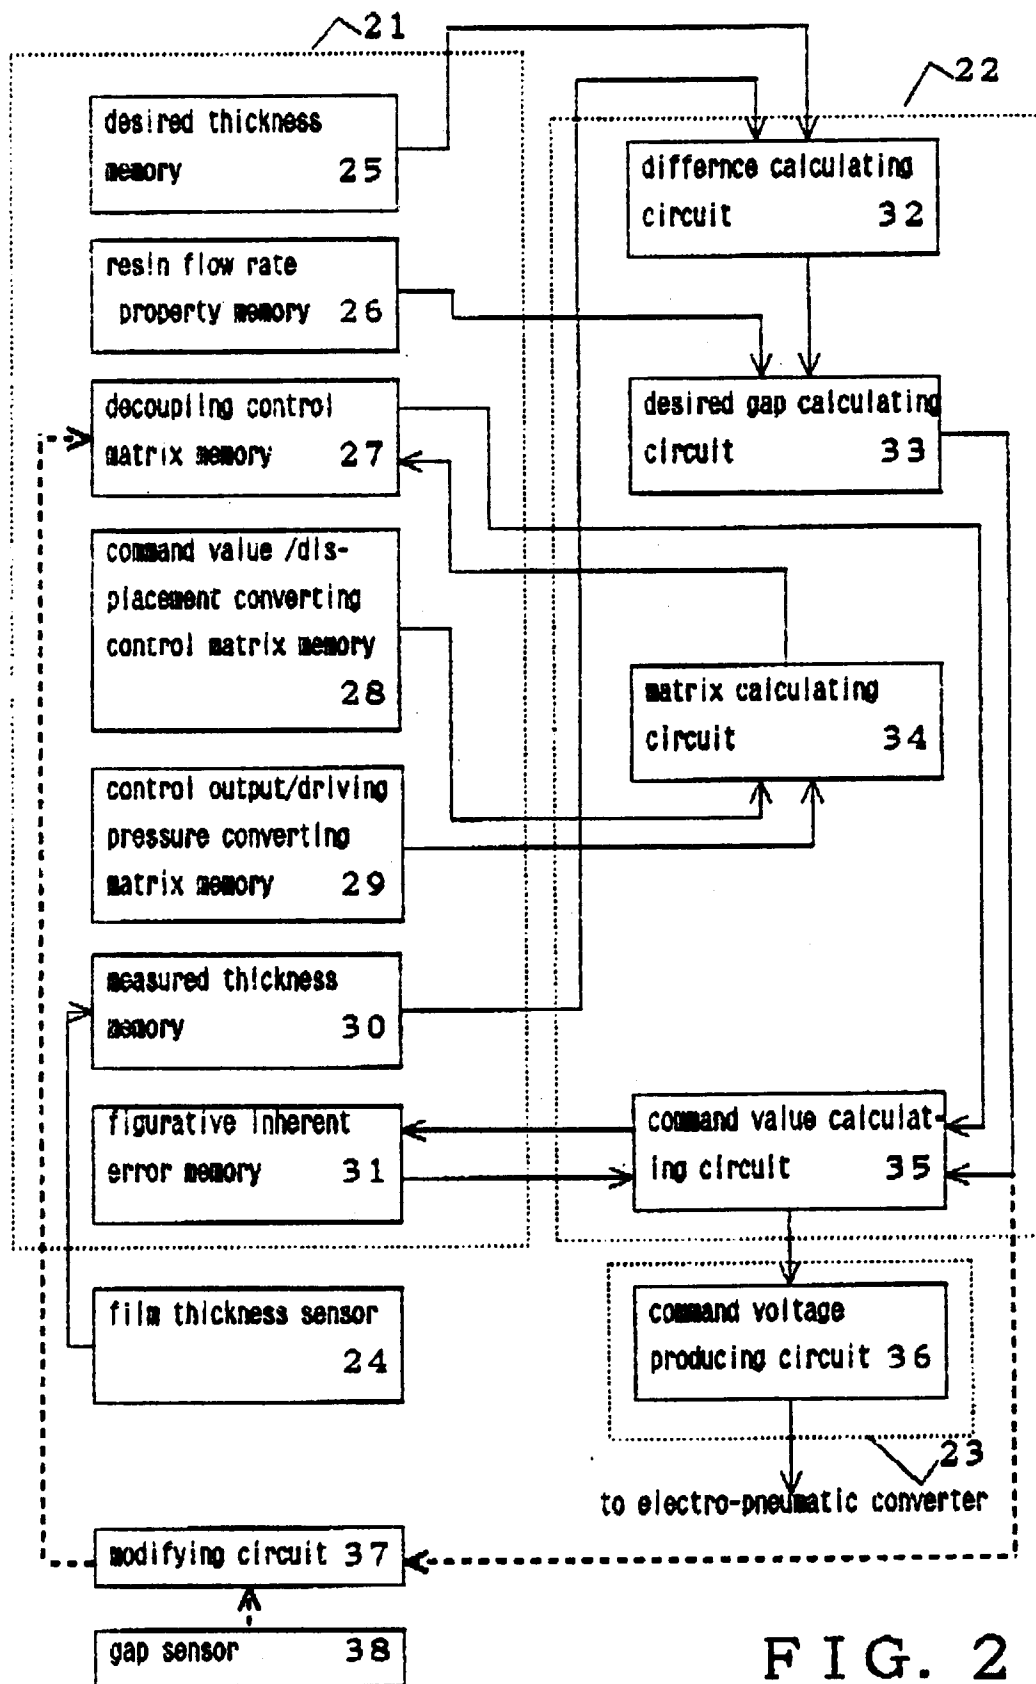 21
22
desired thickness
memory 25
resin flow rate
property memory 26
decoupling control
matrix memory 27
command value /dis-
placement converting
control matrix memory
28
control output/driving
pressure converting
matrix memory 29
measured thickness
memory 30
figurative inherent
error memory 31
film thickness sensor
24
modifying circuit 37
gap sensor 38
differnce calculating
circuit 32
desired gap calculating
circuit 33
matrix calculating
circuit 34
command value calculat-
ing circuit 35
command voltage
producing circuit 36
23
to electro-pneumatic converter
FIG. 2